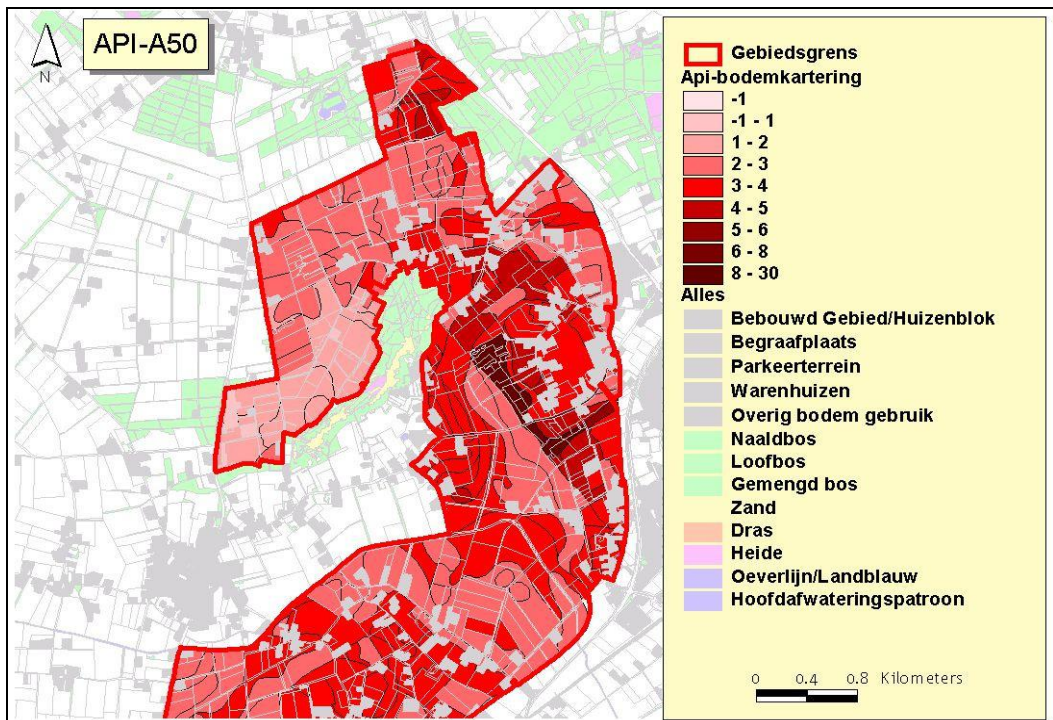 API-A50
N
Gebiedsgrens
Api-bodemkartering
-1
-1 - 1
1 - 2
2 - 3
3 - 4
4 - 5
5 - 6
6 - 8
8 - 30
Alles
Bebouwd Gebied/Huizenblok
Begraafplaats
Parkeerterrein
Warenhuizen
Overig bodem gebruik
Naaldbos
Loofbos
Gemengd bos
Zand
Dras
Heide
Oeverlijn/Landblauw
Hoofdafwateringspatroon
0 0.4 0.8 Kilometers